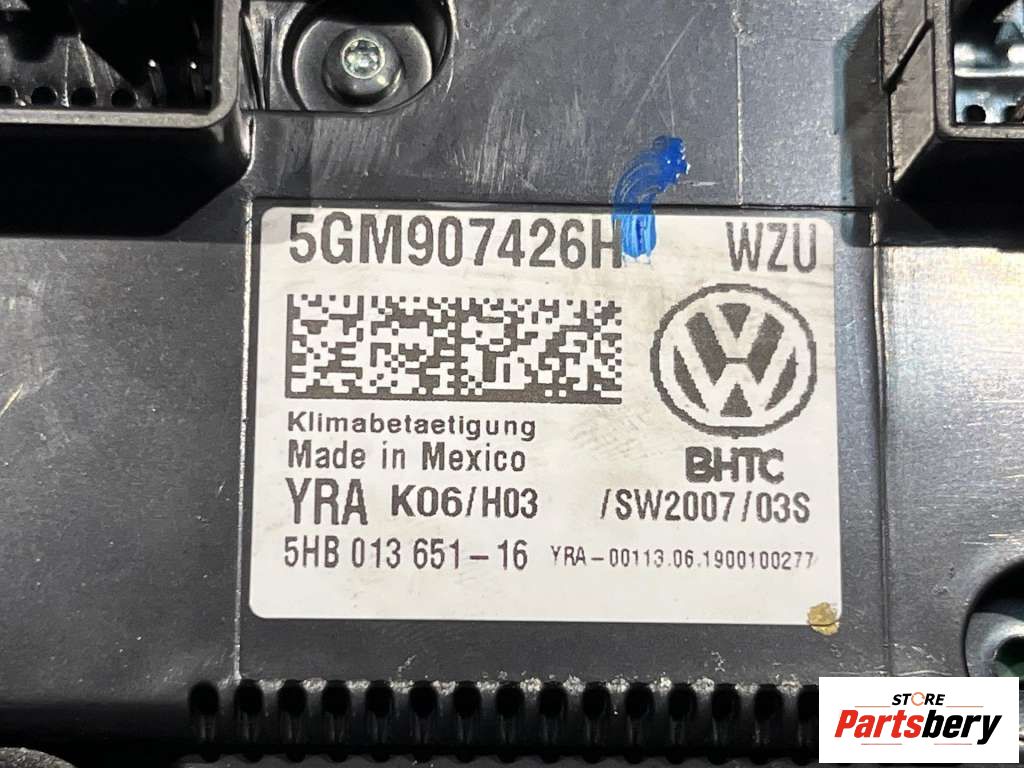 5GM907426H WZU
Klimabetaetigung
Made in Mexico
BHTC
YRA K06/H03 /SW2007/03S
5HB 013 651-16 YRA-00113.06.1900100277
STORE
Partsbery